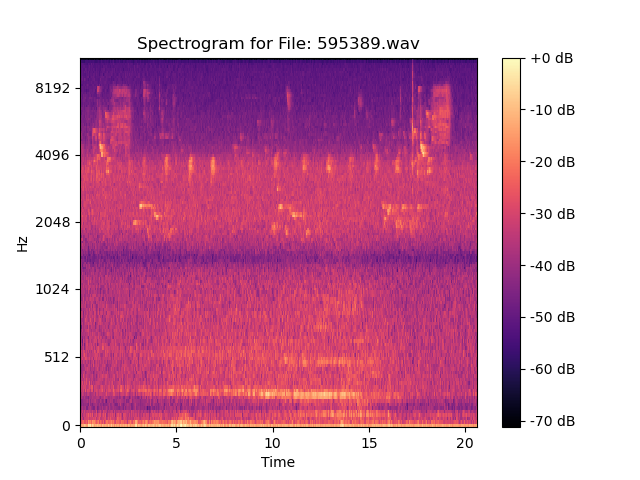 Spectrogram for File: 595389.wav
8192
4096
2048
1024
512
0
Hz
0
5
10
15
20
Time
+0 dB
-10 dB
-20 dB
-30 dB
-40 dB
-50 dB
-60 dB
-70 dB